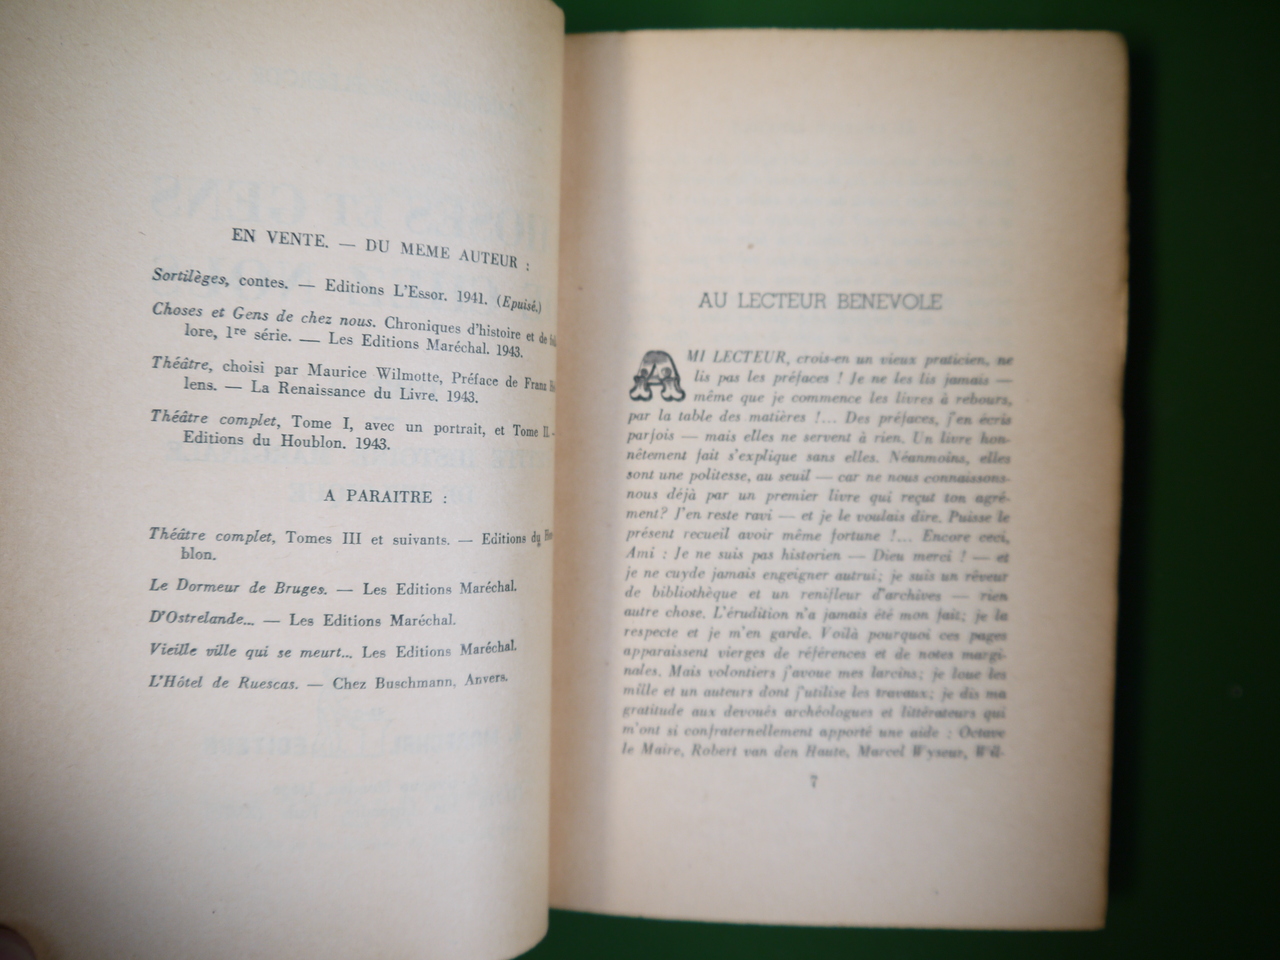 EN VENTE. — DU MEME AUTEUR :
Sortilèges, contes. — Editions L'Essor. 1941. (Epuisé.)
Choses et Gens de chez nous. Chroniques d'histoire et de
lore, 1re série. — Les Editions Maréchal. 1943.
Théâtre, choisi par Maurice Wilmotte, Préface de Franz
lens. — La Renaissance du Livre. 1943.
Théâtre complet, Tome I, avec un portrait, et Tome II. -
Editions du Houblon. 1943.
A PARAITRE :
Théâtre complet, Tomes III et suivants. — Editions du
blon.
Le Dormeur de Bruges. — Les Editions Maréchal.
D'Ostrelande... — Les Editions Maréchal.
Vieille ville qui se meurt... Les Editions Maréchal.
L'Hôtel de Ruescas. — Chez Buschmann, Anvers.
AU LECTEUR BENEVOLE
AMI LECTEUR, crois-en un vieux praticien, ne
lis pas les préfaces ! Je ne les lis jamais —
même que je commence les livres à rebours,
par la table des matières !... Des préfaces, j'en écris
parfois — mais elles ne servent à rien. Un livre hon-
nêtement fait s'explique sans elles. Néanmoins, elles
sont une politesse, au seuil — car ne nous connaissons-
nous déjà par un premier livre qui reçut ton agré-
ment? J'en reste ravi — et je le voulais dire. Puisse le
présent recueil avoir même fortune !... Encore ceci,
Ami : Je ne suis pas historien — Dieu merci ! — et
je ne cuyde jamais engeigner autrui; je suis un rêveur
de bibliothèque et un renifleur d'archives — rien
autre chose. L'érudition n'a jamais été mon fait; je la
respecte et je m'en garde. Voilà pourquoi ces pages
apparaissent vierges de références et de notes margi-
nales. Mais volontiers j'avoue mes larcins; je loue les
mille et un auteurs dont j'utilise les travaux; je dis ma
gratitude aux dévoués archéologues et littérateurs qui
m'ont si confraternellement apporté une aide : Octave
le Maire, Robert van den Haute, Marcel Wyseur, Wil-
7